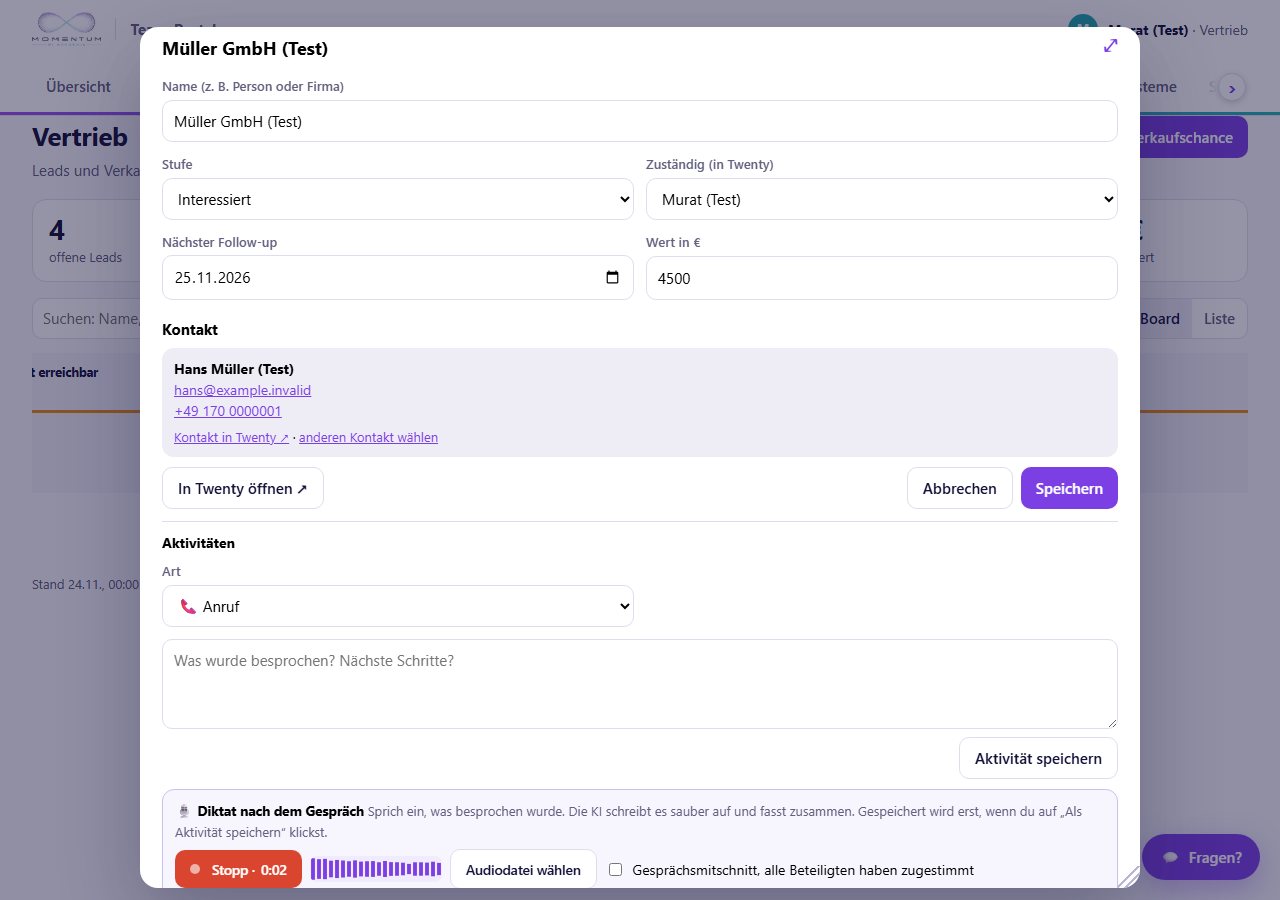 MOMENTUM
Murat (Test) · Vertrieb
Übersicht
Vertrieb
Leads und Verka
erkaufschance
4
offene Leads
Suchen: Name,
Board
Liste
t erreichbar
Stand 24.11., 00:00
Müller GmbH (Test)
Name (z. B. Person oder Firma)
Müller GmbH (Test)
Stufe
Zuständig (in Twenty)
Interessiert
Murat (Test)
Nächster Follow-up
Wert in €
25.11.2026
4500
Kontakt
Hans Müller (Test)
hans@example.invalid
+49 170 0000001
Kontakt in Twenty ↗ · anderen Kontakt wählen
In Twenty öffnen ↗
Abbrechen
Speichern
Aktivitäten
Art
Anruf
Was wurde besprochen? Nächste Schritte?
Aktivität speichern
Diktat nach dem Gespräch Sprich ein, was besprochen wurde. Die KI schreibt es sauber auf und fasst zusammen. Gespeichert wird erst, wenn du auf „Als
Aktivität speichern“ klickst.
Stopp · 0:02
Audiodatei wählen
Gesprächsmitschnitt, alle Beteiligten haben zugestimmt
Fragen?